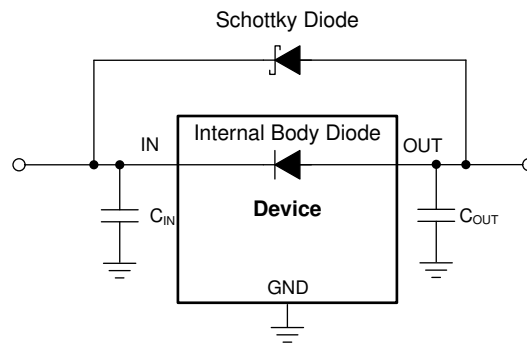 Schottky Diode
Internal Body Diode
IN
OUT
Device
CIN
COUT
GND